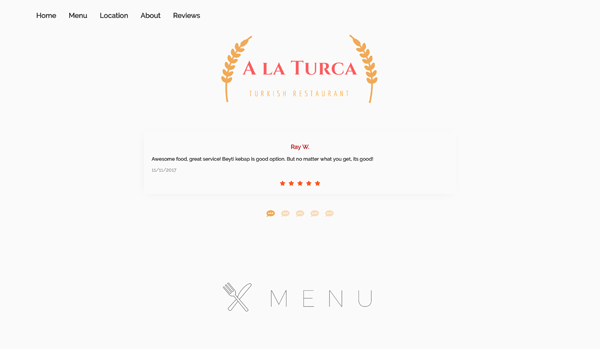 Home Menu Location About Reviews
A LA TURCA
TURKISH RESTAURANT
Ray W.
Awesome food, great service! Beyti kebap is good option. But no matter what you get, its good!
11/11/2017
MENU